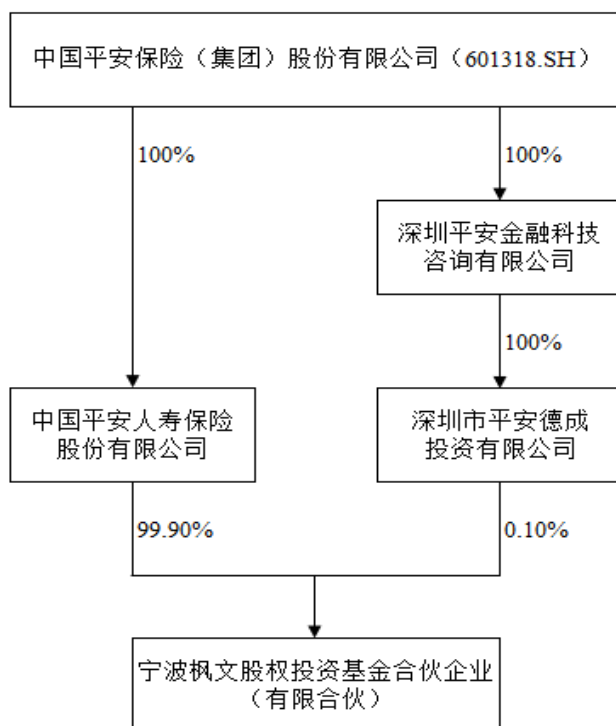 中国平安保险（集团）股份有限公司（601318.SH）
100%
100%
深圳平安金融科技
咨询有限公司
100%
中国平安人寿保险
股份有限公司
深圳市平安德成
投资有限公司
99.90%
0.10%
宁波枫文股权投资基金合伙企业
（有限合伙）